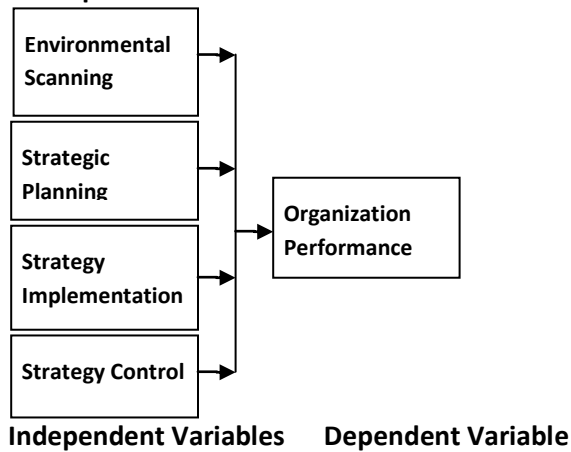 Environmental
Scanning
Strategic
Planning
Strategy
Implementation
Strategy Control
Organization
Performance
Independent Variables Dependent Variable